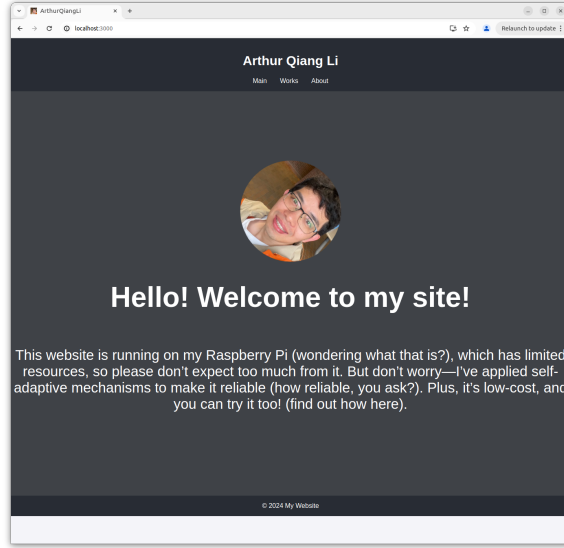 ArthurQiangLi
localhost:3000
Relaunch to update
Arthur Qiang Li
Main Works About
Hello! Welcome to my site!
This website is running on my Raspberry Pi (wondering what that is?), which has limited
resources, so please don’t expect too much from it. But don’t worry—I’ve applied self-
adaptive mechanisms to make it reliable (how reliable, you ask?). Plus, it’s low-cost, and
you can try it too! (find out how here).
© 2024 My Website